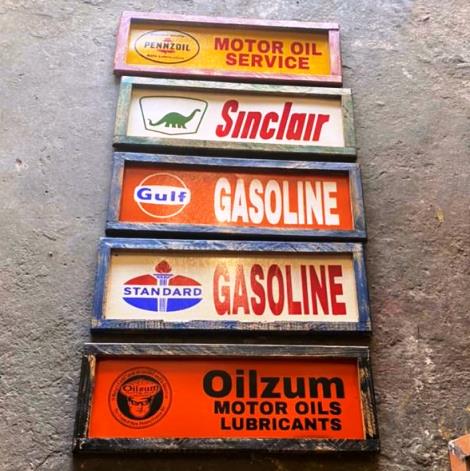 PENNZOIL
MOTOR OIL
SERVICE
Sinclair
Gulf
GASOLINE
STANDARD
GASOLINE
Oilzum
Oilzum
MOTOR OILS
LUBRICANTS